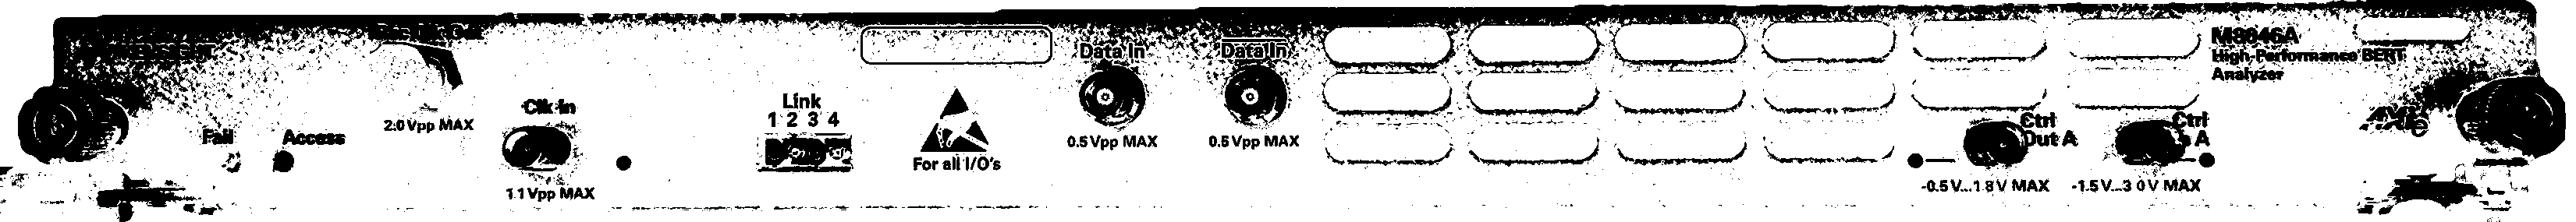 Fail
Access
2.0 Vpp MAX
Clk In
1.1 Vpp MAX
Link
1 2 3 4
For all I/O's
Data In
0.5 Vpp MAX
Data In
0.5 Vpp MAX
Ctrl
Out A
-0.5 V...1.8 V MAX
Ctrl
A
-1.5 V...3.0 V MAX
M8046A
High-Performance BERT
Analyzer